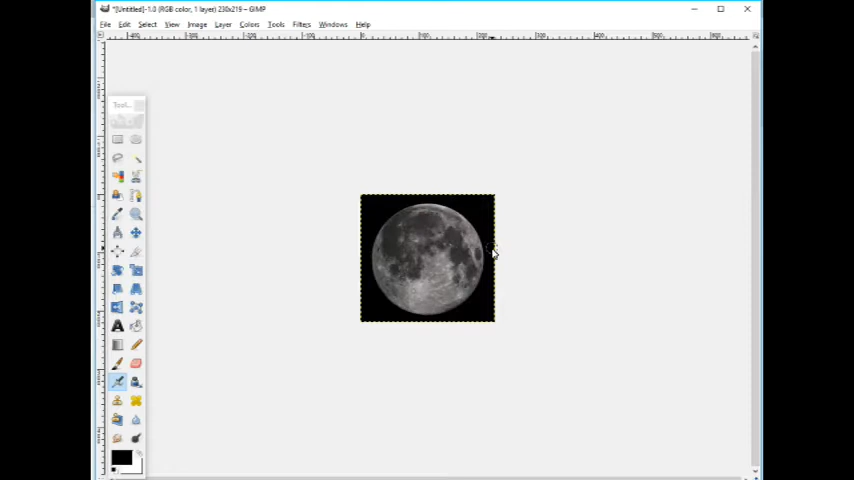 *[Untitled]-1.0 (RGB color, 1 layer) 230x219 – GIMP
File Edit Select View Image Layer Colors Tools Filters Windows Help
Tool...